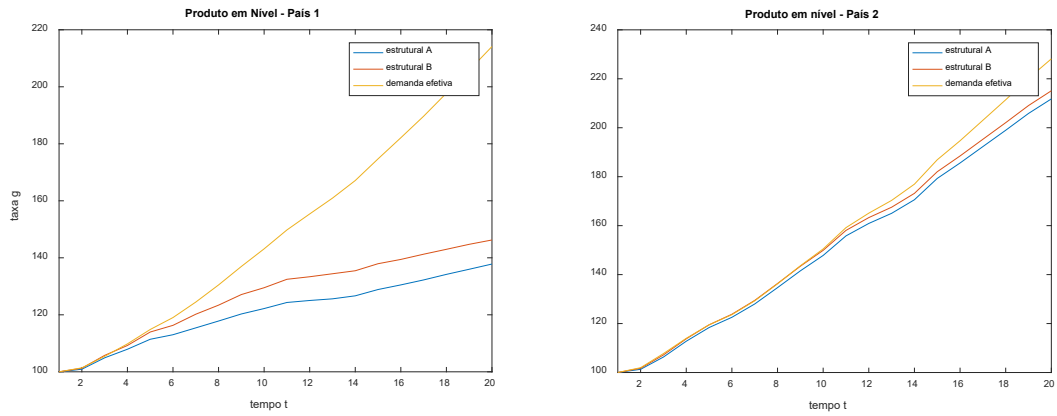 Produto em Nível - País 1
220
200
180
160
140
120
100
taxa g
estrutural A
estrutural B
demanda efetiva
2 4 6 8 10 12 14 16 18 20
tempo t
Produto em nível - País 2
240
220
200
180
160
140
120
100
estrutural A
estrutural B
demanda efetiva
2 4 6 8 10 12 14 16 18 20
tempo t